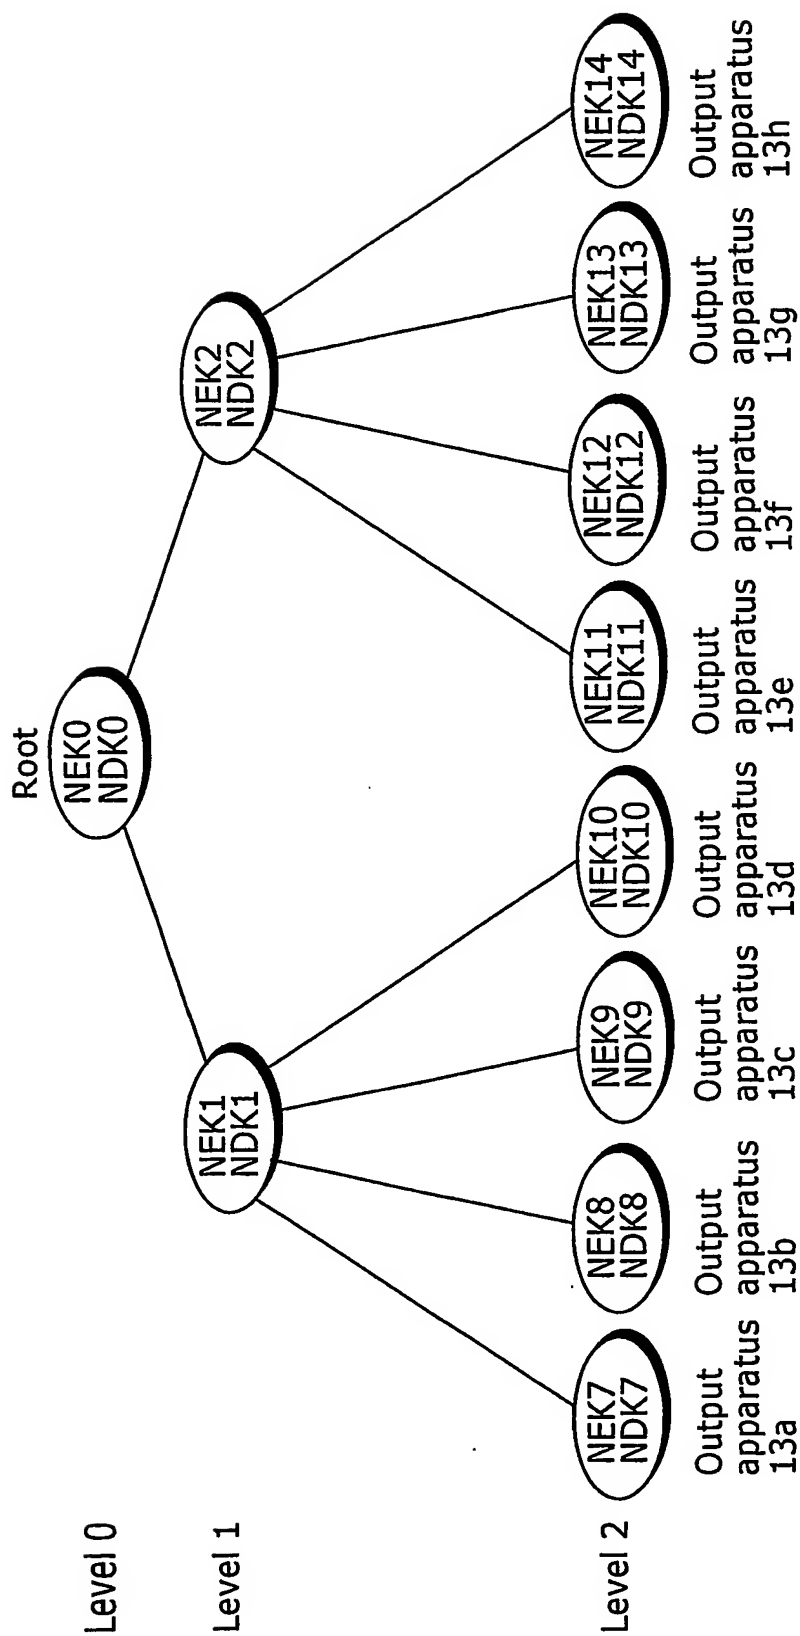 Root
Level 0
NEK0
NDK0
Level 1
NEK1
NDK1
NEK2
NDK2
Level 2
NEK7
NDK7
NEK8
NDK8
NEK9
NDK9
NEK10
NDK10
NEK11
NDK11
NEK12
NDK12
NEK13
NDK13
NEK14
NDK14
Output
apparatus
13a
Output
apparatus
13b
Output
apparatus
13c
Output
apparatus
13d
Output
apparatus
13e
Output
apparatus
13f
Output
apparatus
13g
Output
apparatus
13h